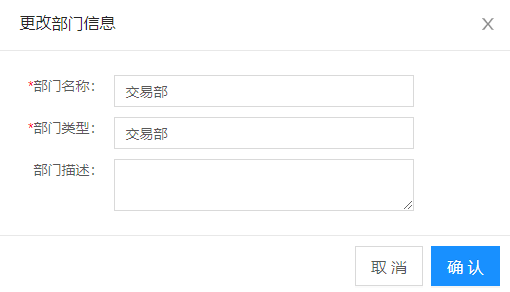 更改部门信息
*部门名称： 交易部
*部门类型： 交易部
部门描述：
取 消 确 认